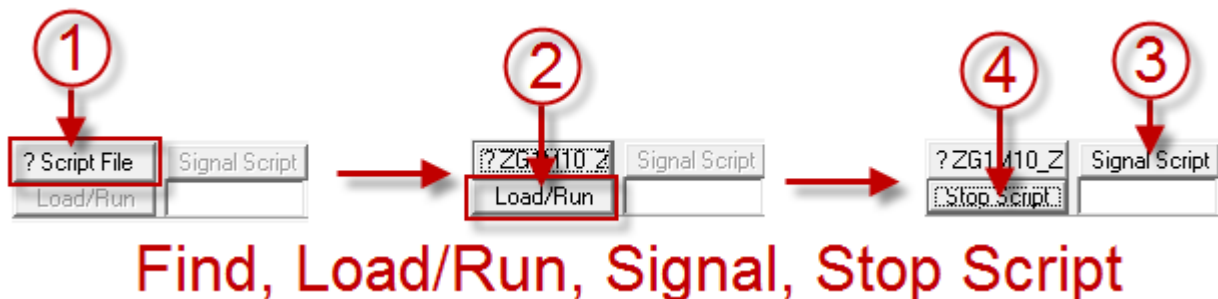 1
2
4
3
? Script File
Signal Script
Load/Run
Signal Script
Load/Run
? ZG1M10_Z
Signal Script
Stop Script
Find, Load/Run, Signal, Stop Script